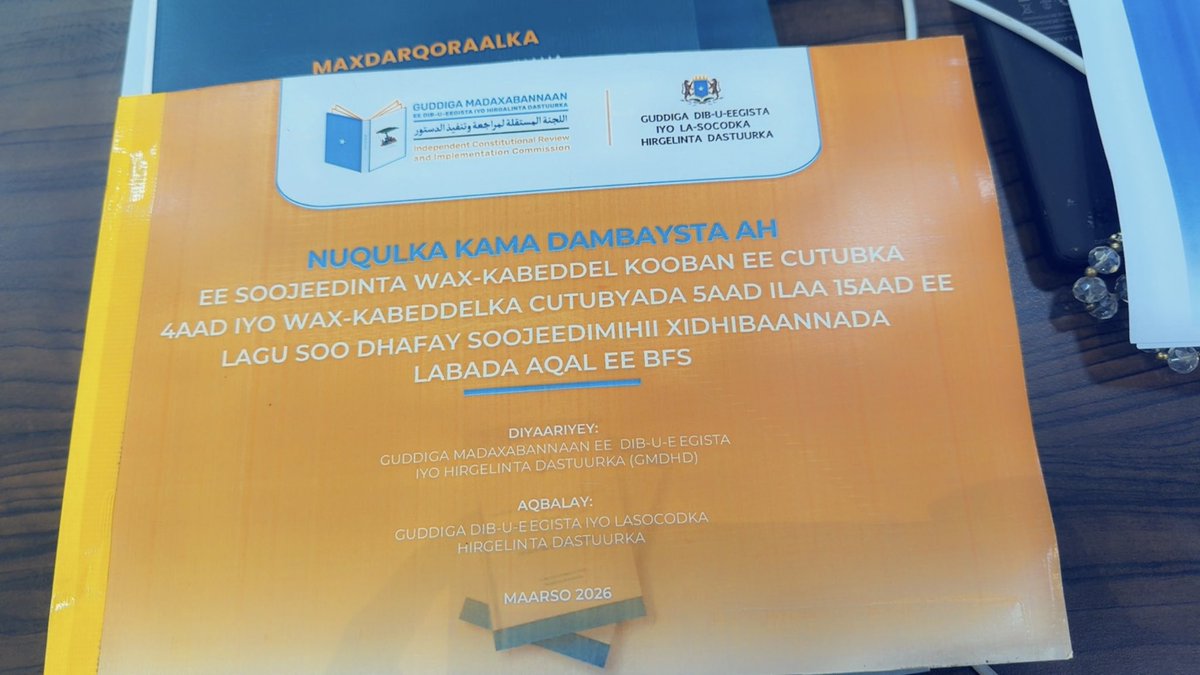 MAXDARQORAALKA
GUDDIGA MADAXABANNAAN
EE DIB-U-EEGISTA IYO HIRGALINTA DASTUURKA
اللجنة المستقلة لمراجعة وتنفيذ الدستور
Independent Constitutional Review
and Implementation Commission
GUDDIGA DIB-U-EEGISTA
IYO LA-SOCODKA
HIRGELINTA DASTUURKA
NUQULKA KAMA DAMBAYSTA AH
EE SOOJEEDINTA WAX-KABEDDEL KOOBAN EE CUTUBKA
4AAD IYO WAX-KABEDDELKA CUTUBYADA 5AAD ILAA 15AAD EE
LAGU SOO DHAFAY SOOJEEDIMIHII XIDHIBAANNADA
LABADA AQAL EE BFS
DIYAARIYEY:
GUDDIGA MADAXABANNAAN EE DIB-U-EEGISTA
IYO HIRGELINTA DASTUURKA (GMDHD)
AQBALAY:
GUDDIGA DIB-U-EEGISTA IYO LASOCODKA
HIRGELINTA DASTUURKA
MAARSO 2026